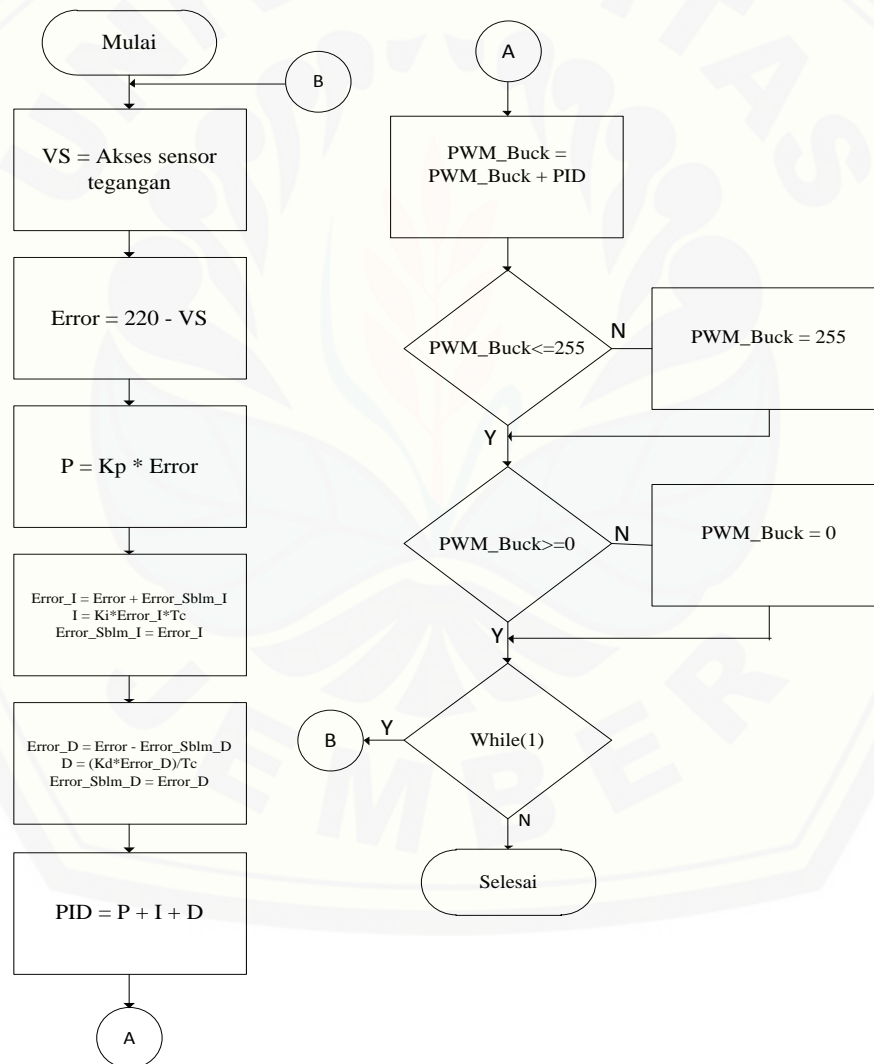 Mulai
B
VS = Akses sensor
tegangan
Error = 220 - VS
P = Kp * Error
Error_I = Error + Error_Sblm_I
I = Ki*Error_I*Tc
Error_Sblm_I = Error_I
Error_D = Error - Error_Sblm_D
D = (Kd*Error_D)/Tc
Error_Sblm_D = Error_D
PID = P + I + D
A
A
PWM_Buck =
PWM_Buck + PID
PWM_Buck<=255
N
PWM_Buck = 255
Y
PWM_Buck>=0
N
PWM_Buck = 0
Y
While(1)
Y
B
N
Selesai
UNIVERSITAS
JEMBER